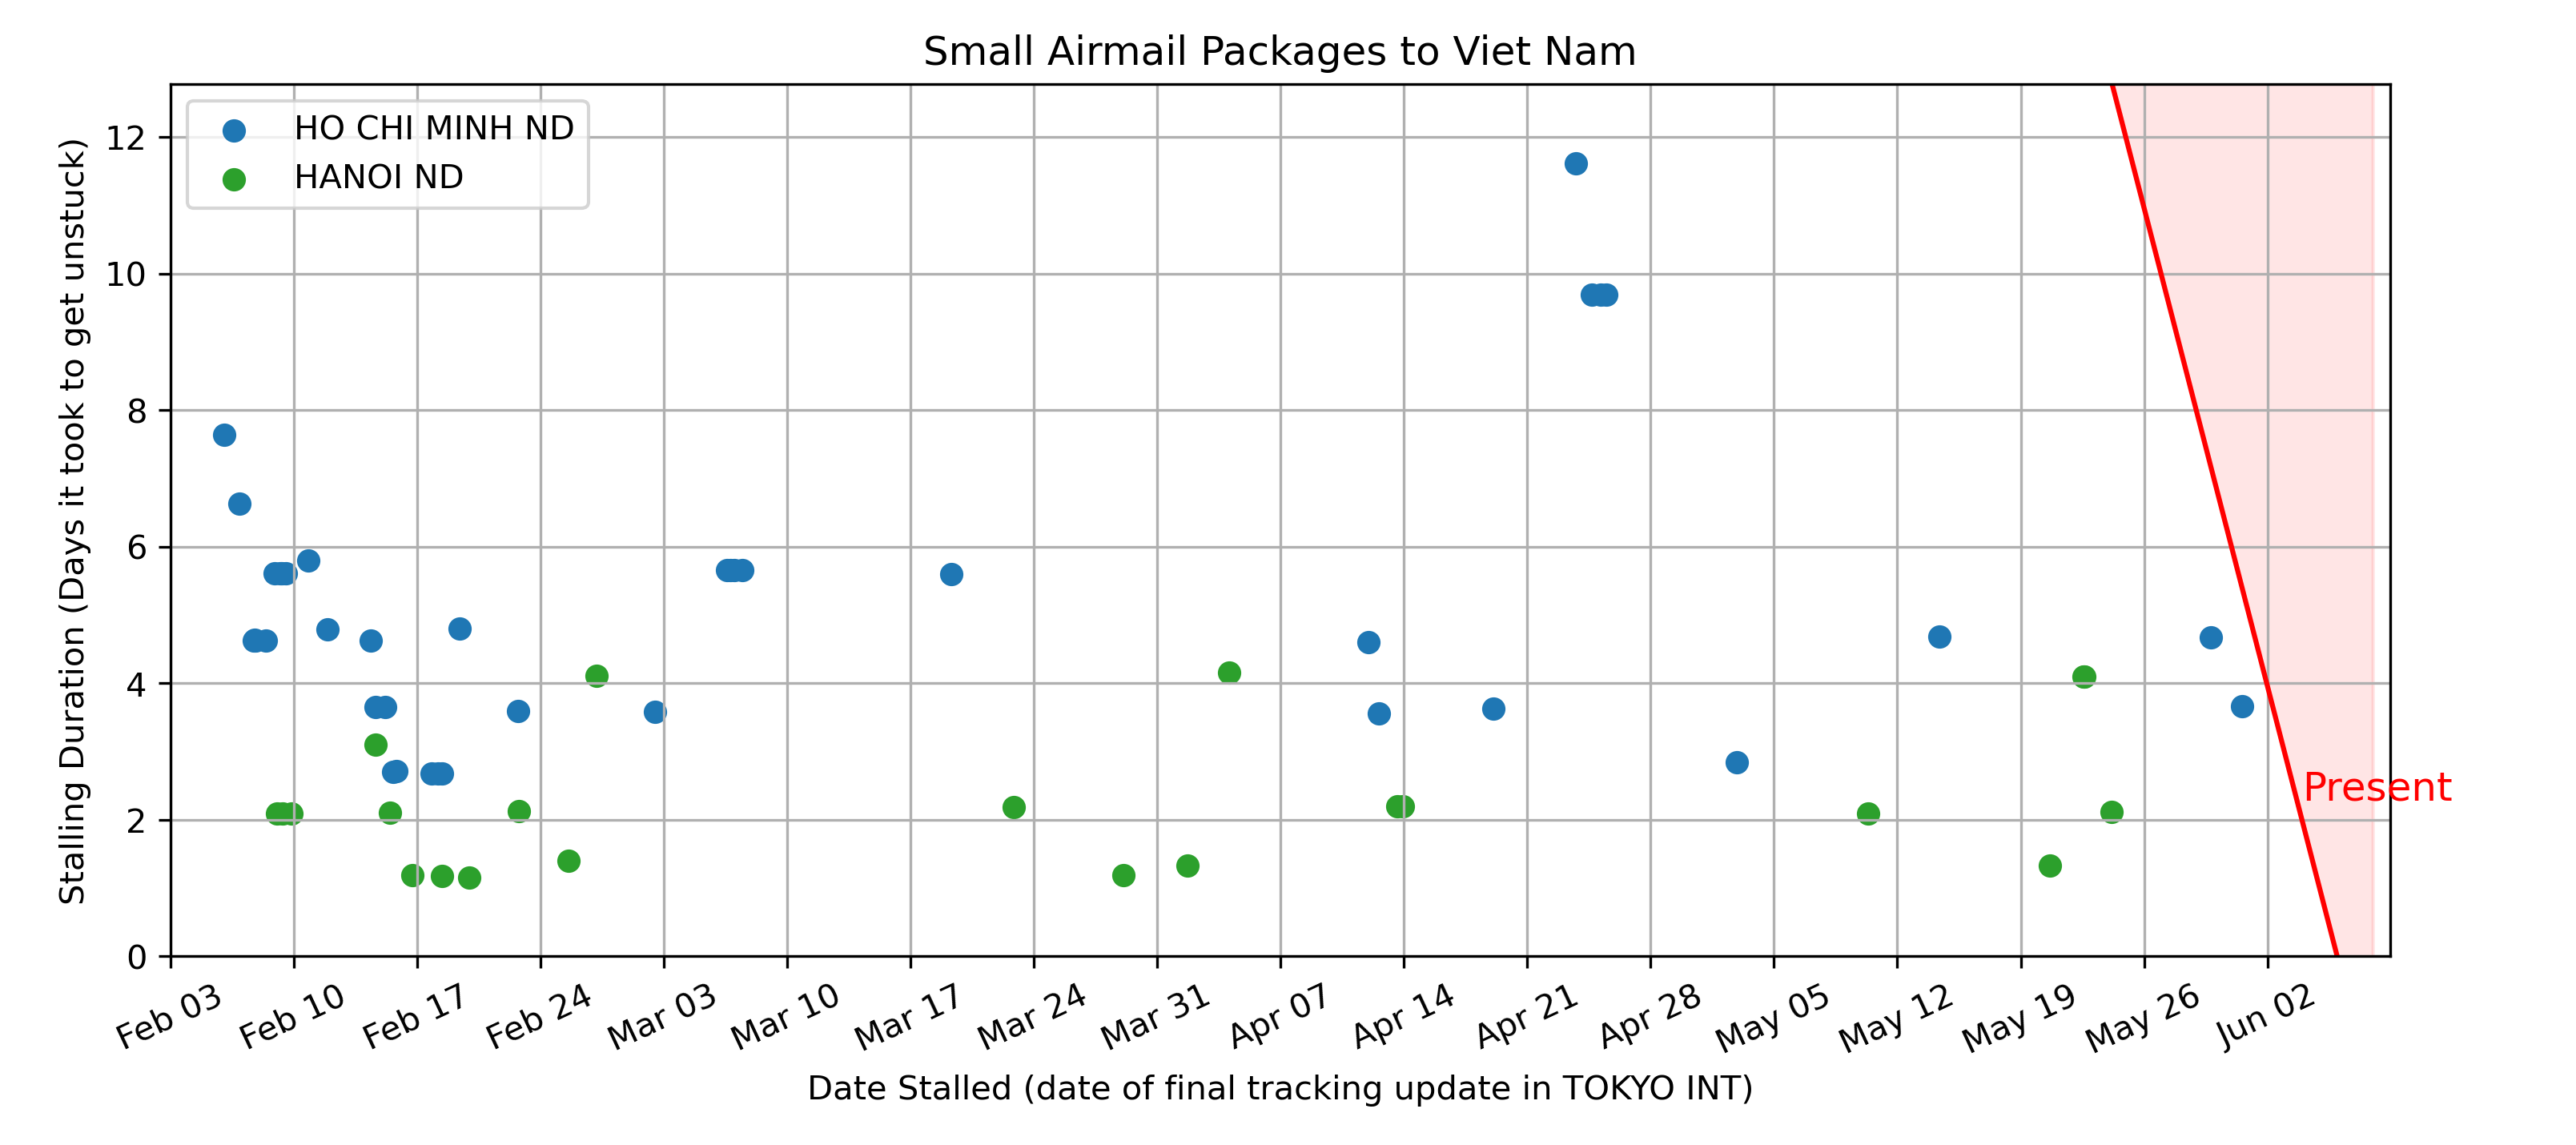 Small Airmail Packages to Viet Nam
HO CHI MINH ND
HANOI ND
Stalling Duration (Days it took to get unstuck)
12
10
8
6
4
2
0
Present
Feb 03
Feb 10
Feb 17
Feb 24
Mar 03
Mar 10
Mar 17
Mar 24
Mar 31
Apr 07
Apr 14
Apr 21
Apr 28
May 05
May 12
May 19
May 26
Jun 02
Date Stalled (date of final tracking update in TOKYO INT)